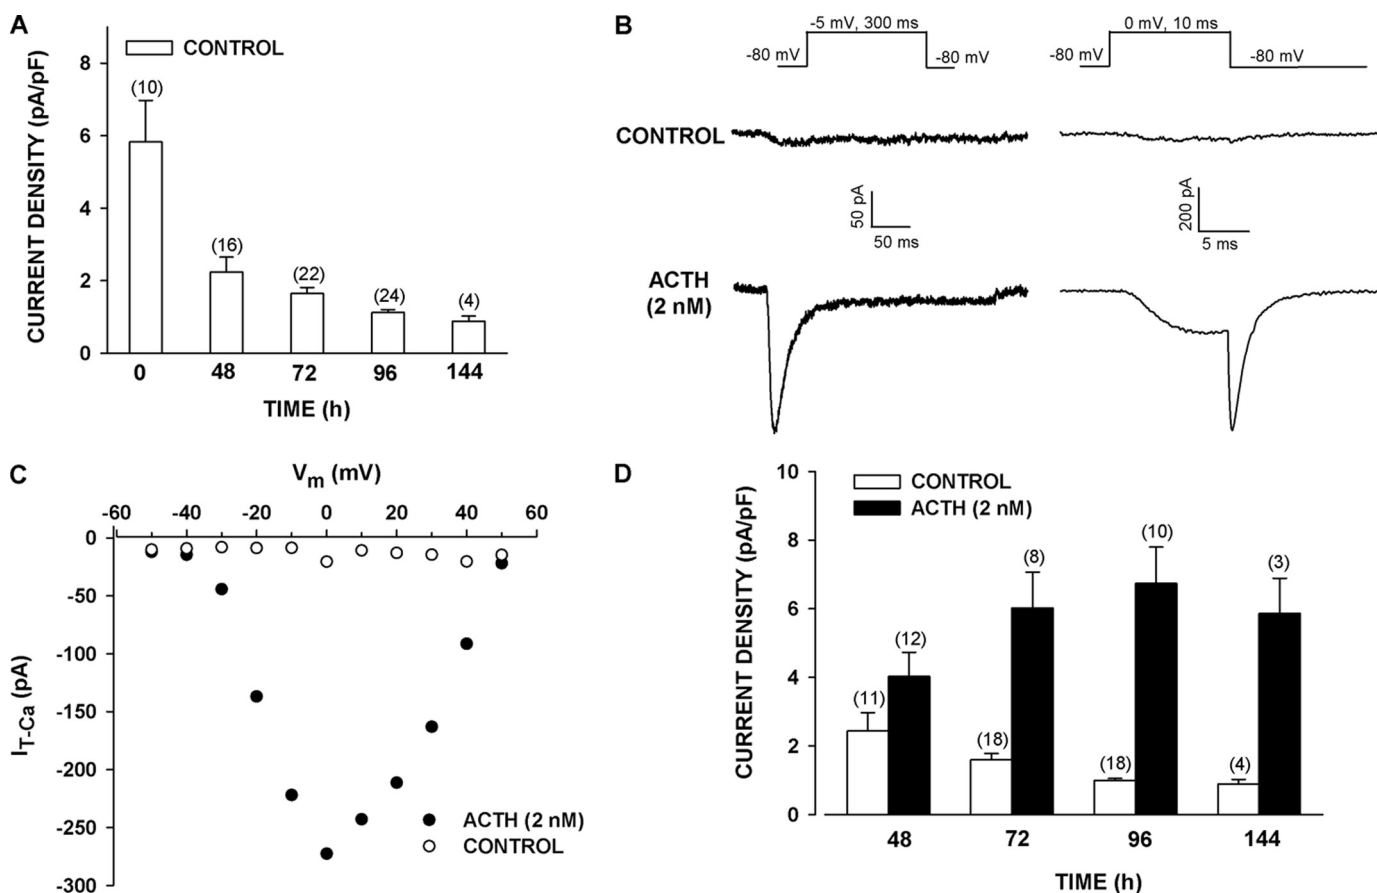 A
CONTROL
CURRENT DENSITY (pA/pF)
8
6
4
2
0
(10)
(16)
(22)
(24)
(4)
0 48 72 96 144
TIME (h)
B
-5 mV, 300 ms
-80 mV
-80 mV
0 mV, 10 ms
-80 mV
-80 mV
CONTROL
50 pA
50 ms
200 pA
5 ms
ACTH
(2 nM)
C
Vm (mV)
-60 -40 -20 0 20 40 60
0
-50
-100
-150
-200
-250
-300
IT-Ca (pA)
ACTH (2 nM)
CONTROL
D
CONTROL
ACTH (2 nM)
CURRENT DENSITY (pA/pF)
10
8
6
4
2
0
(11)
(12)
(18)
(8)
(18)
(10)
(4)
(3)
48 72 96 144
TIME (h)